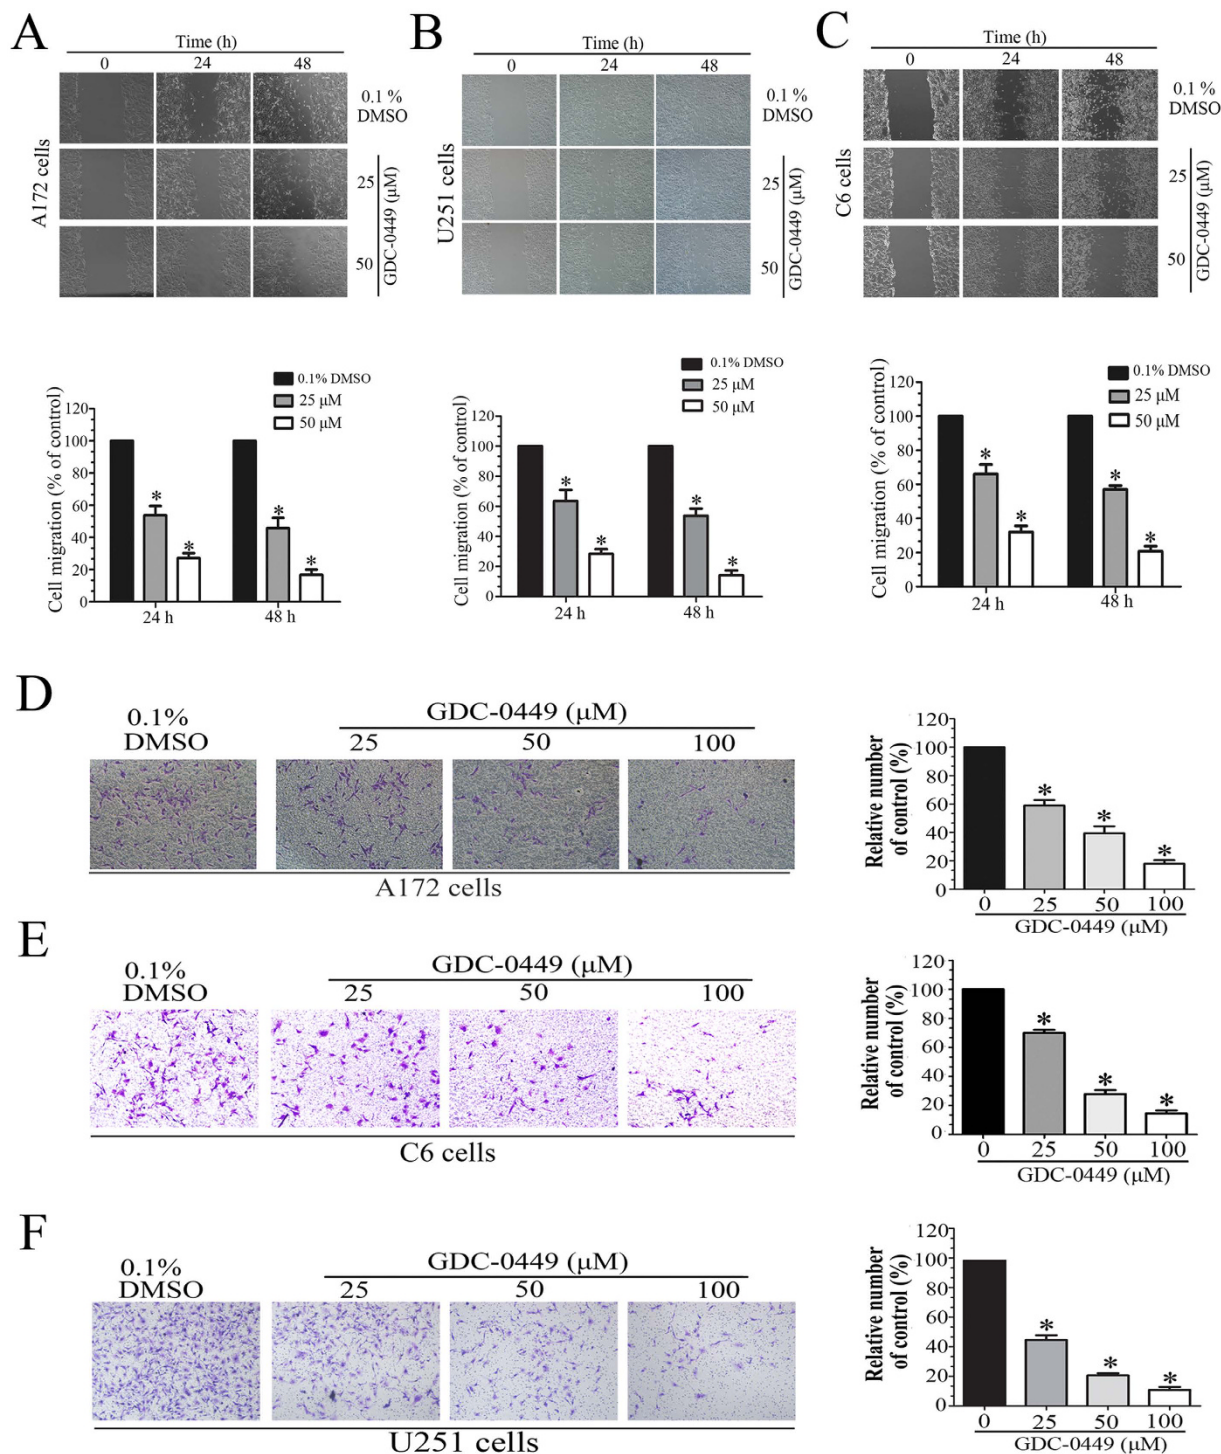 A
Time (h)
0 24 48
A172 cells
0.1 %
DMSO
25
50
GDC-0449 (μM)
B
Time (h)
0 24 48
U251 cells
0.1 %
DMSO
25
50
GDC-0449 (μM)
C
Time (h)
0 24 48
C6 cells
0.1 %
DMSO
25
50
GDC-0449 (μM)
Cell migration (% of control)
120
100
80
60
40
20
0
0.1% DMSO
25 μM
50 μM
* * * *
24 h 48 h
Cell migration (% of control)
120
100
80
60
40
20
0
0.1% DMSO
25 μM
50 μM
* * * *
24 h 48 h
Cell migration (% of control)
120
100
80
60
40
20
0
0.1% DMSO
25 μM
50 μM
* * * *
24 h 48 h
D
0.1%
DMSO
GDC-0449 (μM)
25 50 100
A172 cells
Relative number
of control (%)
120
100
80
60
40
20
0
* * *
0 25 50 100
GDC-0449 (μM)
E
0.1%
DMSO
GDC-0449 (μM)
25 50 100
C6 cells
Relative number
of control (%)
120
100
80
60
40
20
0
* * *
0 25 50 100
GDC-0449 (μM)
F
0.1%
DMSO
GDC-0449 (μM)
25 50 100
U251 cells
Relative number
of control (%)
120
100
80
60
40
20
0
* * *
0 25 50 100
GDC-0449 (μM)